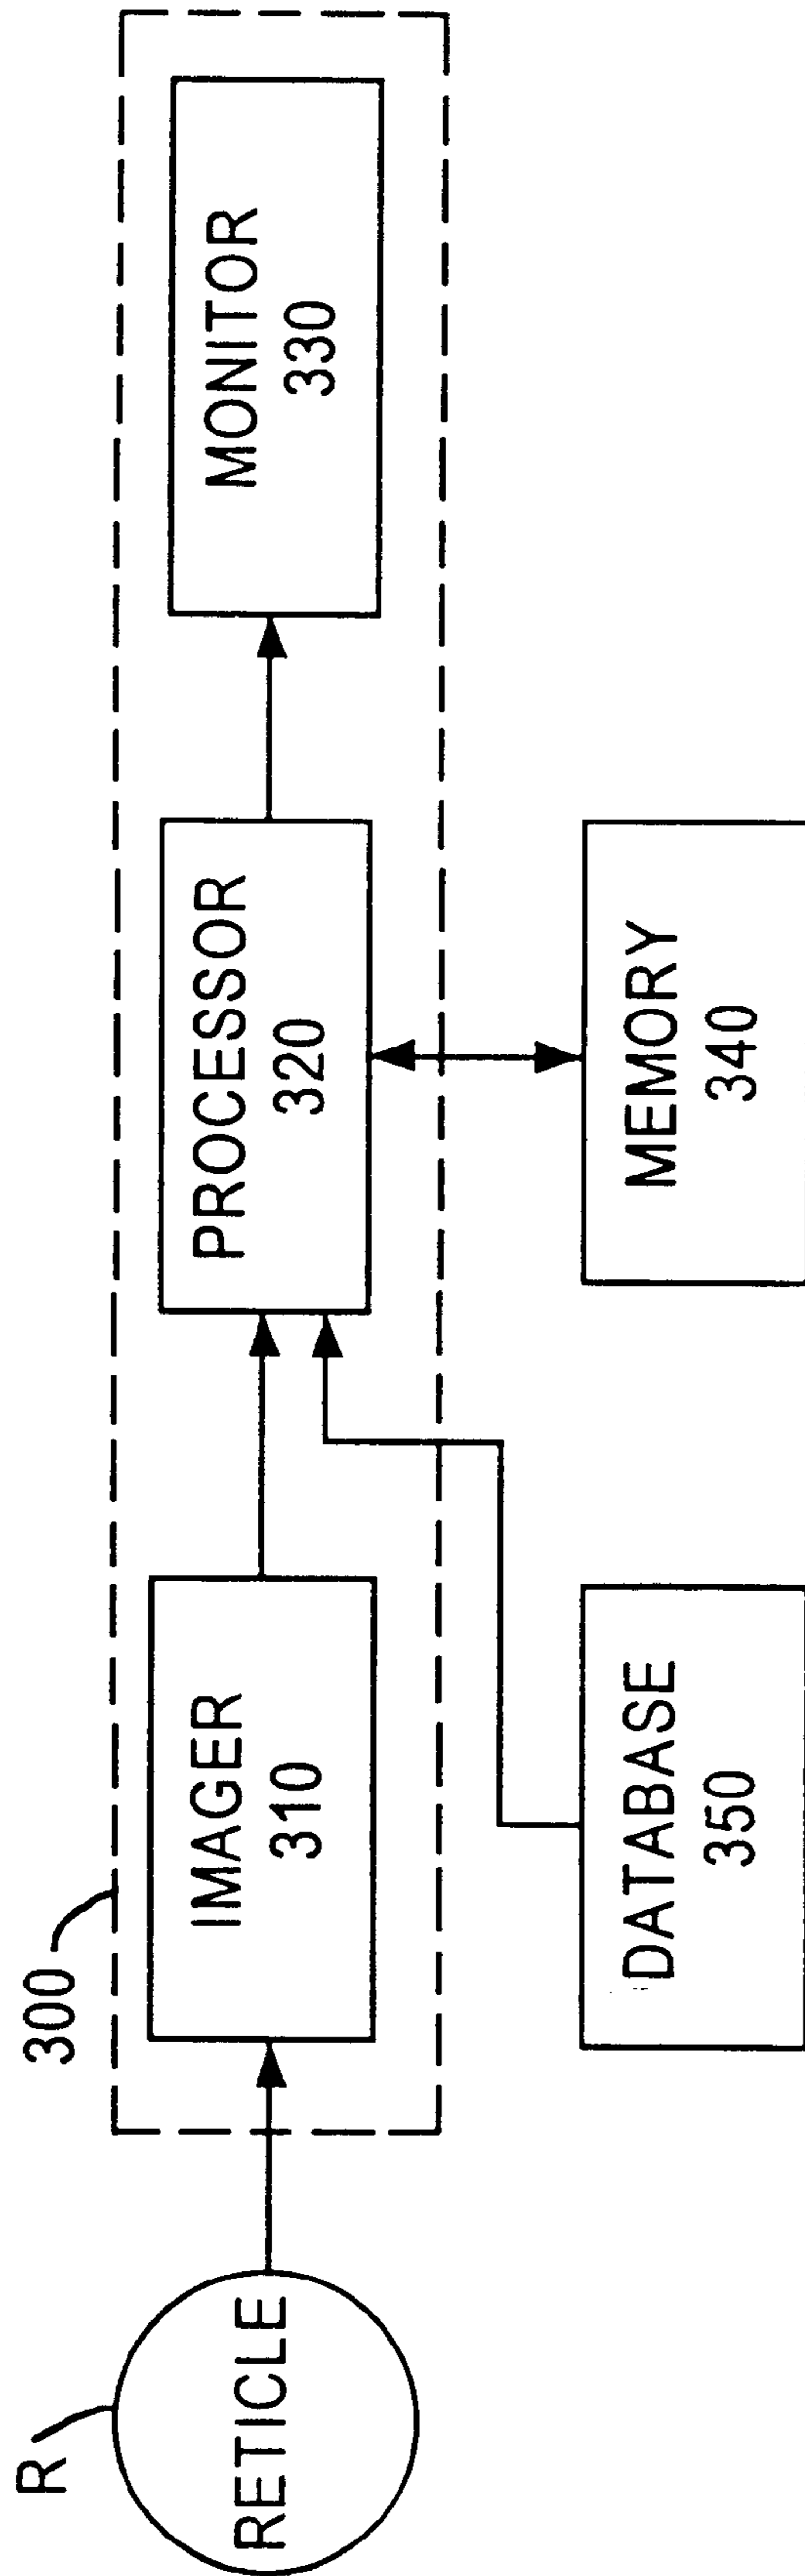 R
RETICLE
300
IMAGER
310
PROCESSOR
320
MONITOR
330
DATABASE
350
MEMORY
340